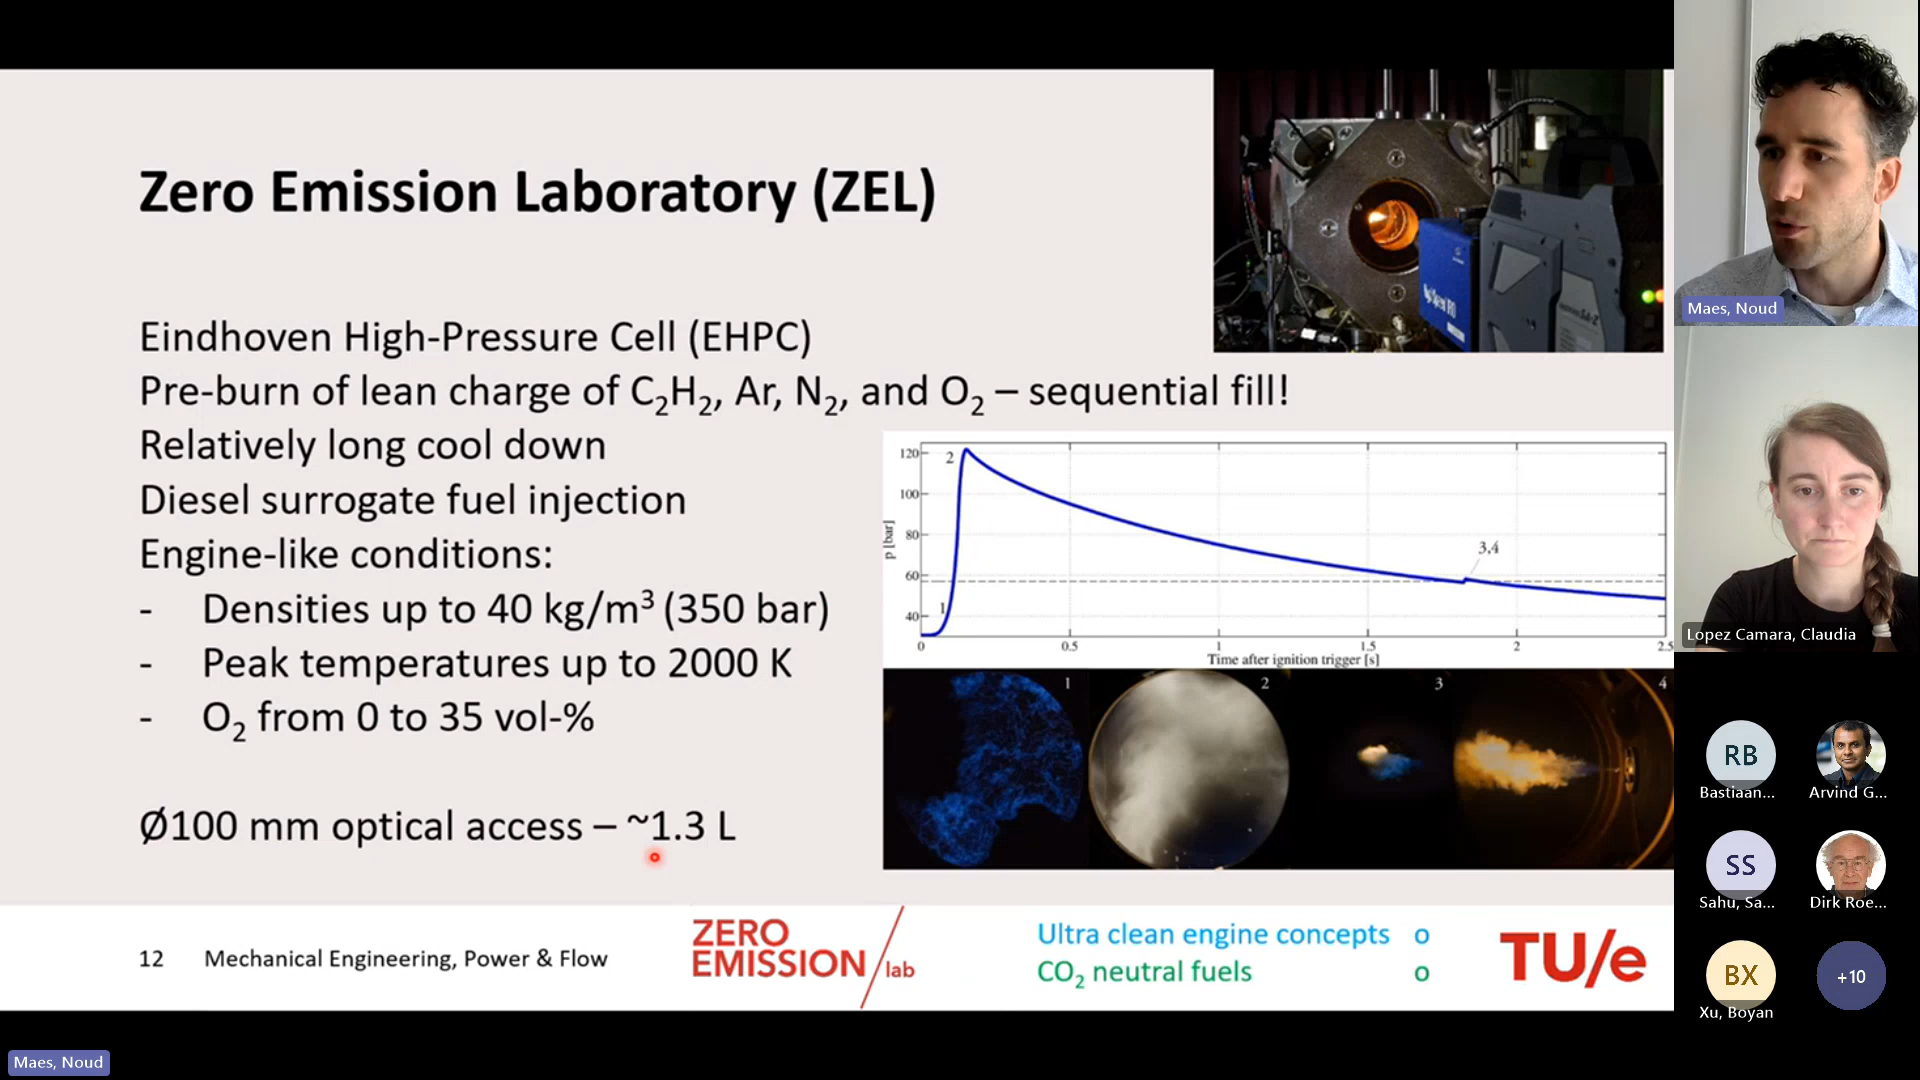 Zero Emission Laboratory (ZEL)
Eindhoven High-Pressure Cell (EHPC)
Pre-burn of lean charge of C₂H₂, Ar, N₂, and O₂ – sequential fill!
Relatively long cool down
Diesel surrogate fuel injection
Engine-like conditions:
- Densities up to 40 kg/m³ (350 bar)
- Peak temperatures up to 2000 K
- O₂ from 0 to 35 vol-%
Ø100 mm optical access – ~1.3 L
120
100
80
60
40
p [bar]
2
1
3,4
0 0.5 1 1.5 2 2.5
Time after ignition trigger [s]
1 2 3 4
12 Mechanical Engineering, Power & Flow
ZERO
EMISSION /lab
Ultra clean engine concepts o
CO₂ neutral fuels o
TU/e
Maes, Noud
Lopez Camara, Claudia
RB
Bastiaan...
Arvind G...
SS
Sahu, Sa...
Dirk Roe...
BX
Xu, Boyan
+10
Maes, Noud